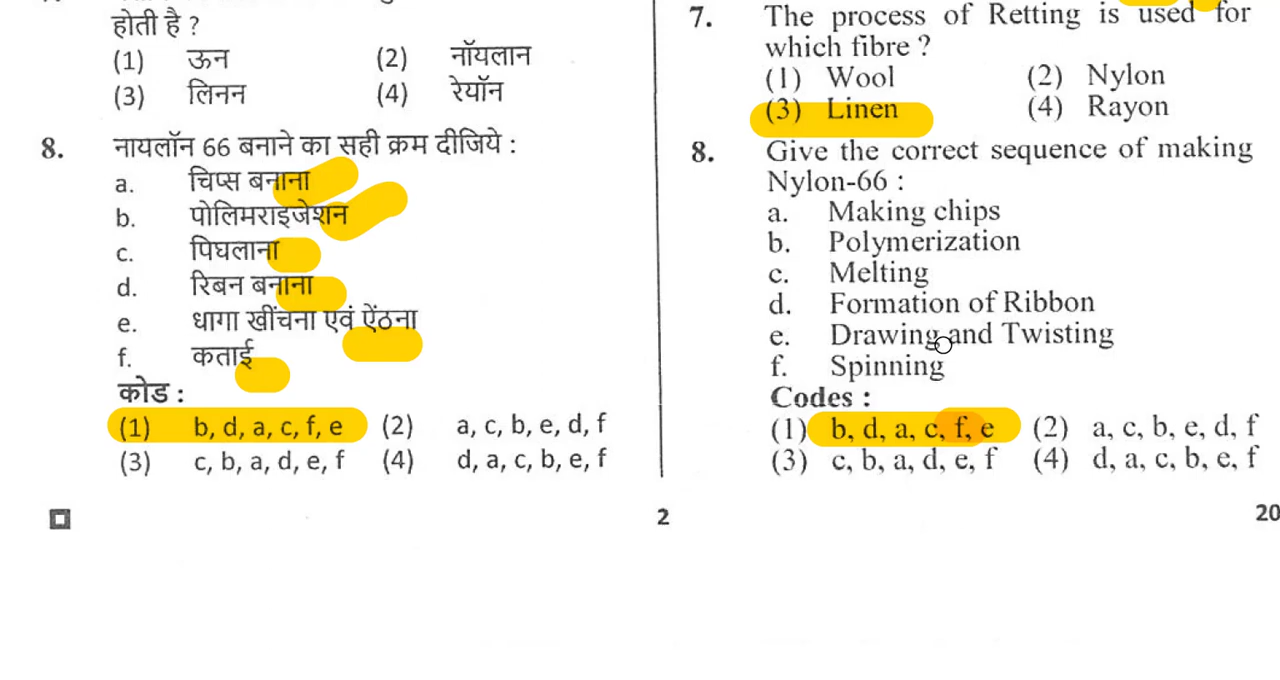 होती है ?
(1) ऊन (2) नॉयलान
(3) लिनन (4) रेयॉन
8. नायलॉन 66 बनाने का सही क्रम दीजिये :
a. चिप्स बनाना
b. पोलिमराइजेशन
c. पिघलाना
d. रिबन बनाना
e. धागा खींचना एवं ऐंठना
f. कताई
कोड :
(1) b, d, a, c, f, e (2) a, c, b, e, d, f
(3) c, b, a, d, e, f (4) d, a, c, b, e, f
7. The process of Retting is used for
which fibre ?
(1) Wool (2) Nylon
(3) Linen (4) Rayon
8. Give the correct sequence of making
Nylon-66 :
a. Making chips
b. Polymerization
c. Melting
d. Formation of Ribbon
e. Drawing and Twisting
f. Spinning
Codes :
(1) b, d, a, c, f, e (2) a, c, b, e, d, f
(3) c, b, a, d, e, f (4) d, a, c, b, e, f
2
20